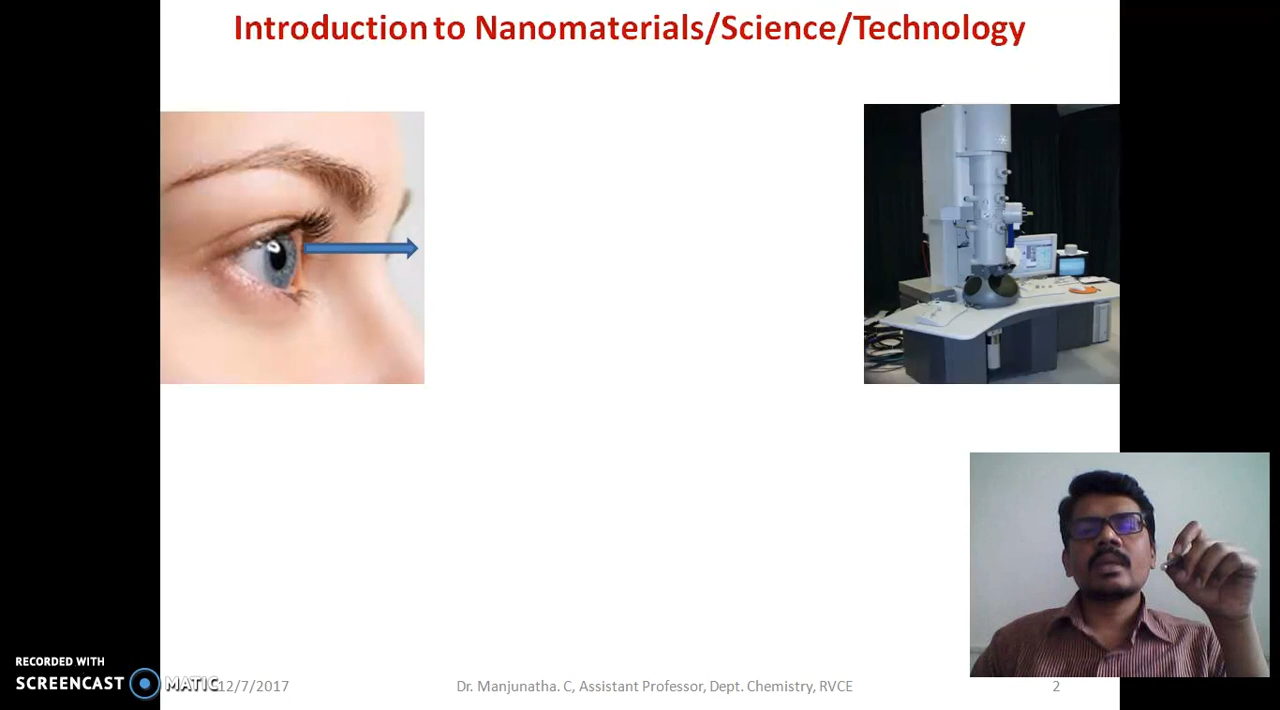 Introduction to Nanomaterials/Science/Technology
RECORDED WITH
SCREENCAST MATIC
12/7/2017
Dr. Manjunatha. C, Assistant Professor, Dept. Chemistry, RVCE
2